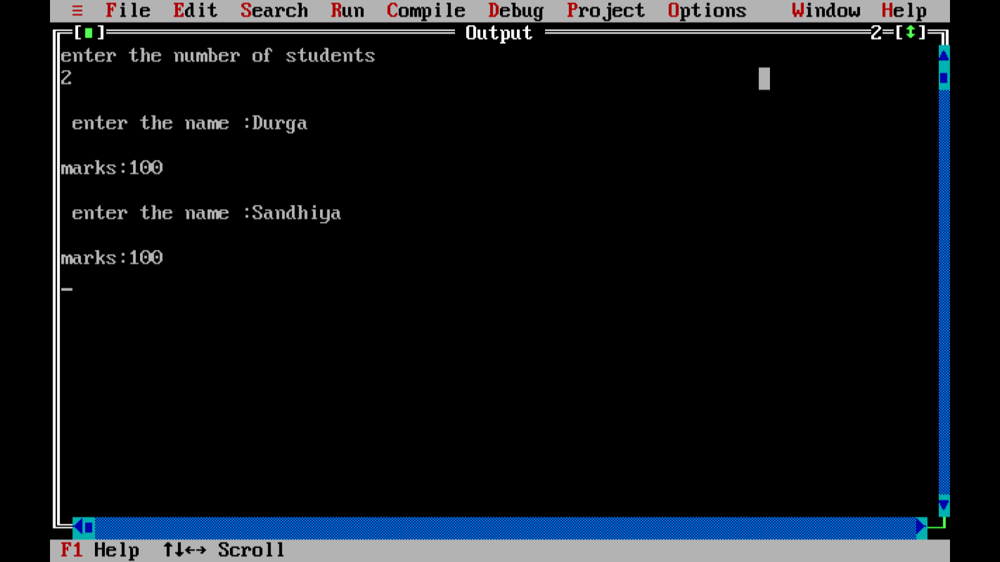 ≡ File Edit Search Run Compile Debug Project Options Window Help
[■] Output 2=[↕]
enter the number of students
2
enter the name :Durga
marks:100
enter the name :Sandhiya
marks:100
_
F1 Help ↑↓←→ Scroll